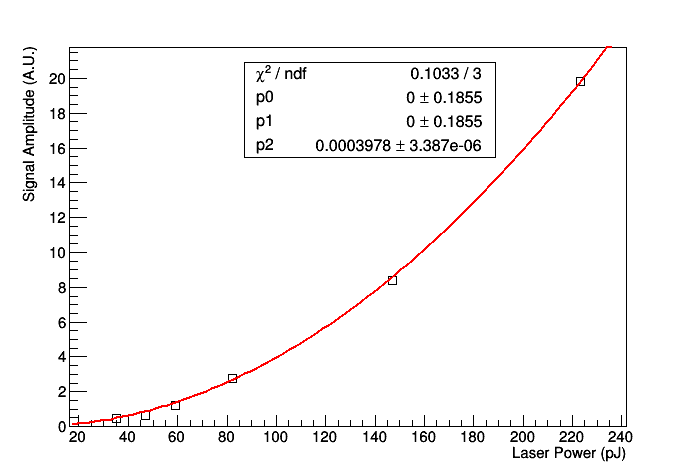 Signal Amplitude (A.U.)
χ² / ndf 0.1033 / 3
p0 0 ± 0.1855
p1 0 ± 0.1855
p2 0.0003978 ± 3.387e-06
20
18
16
14
12
10
8
6
4
2
0
20 40 60 80 100 120 140 160 180 200 220 240
Laser Power (pJ)